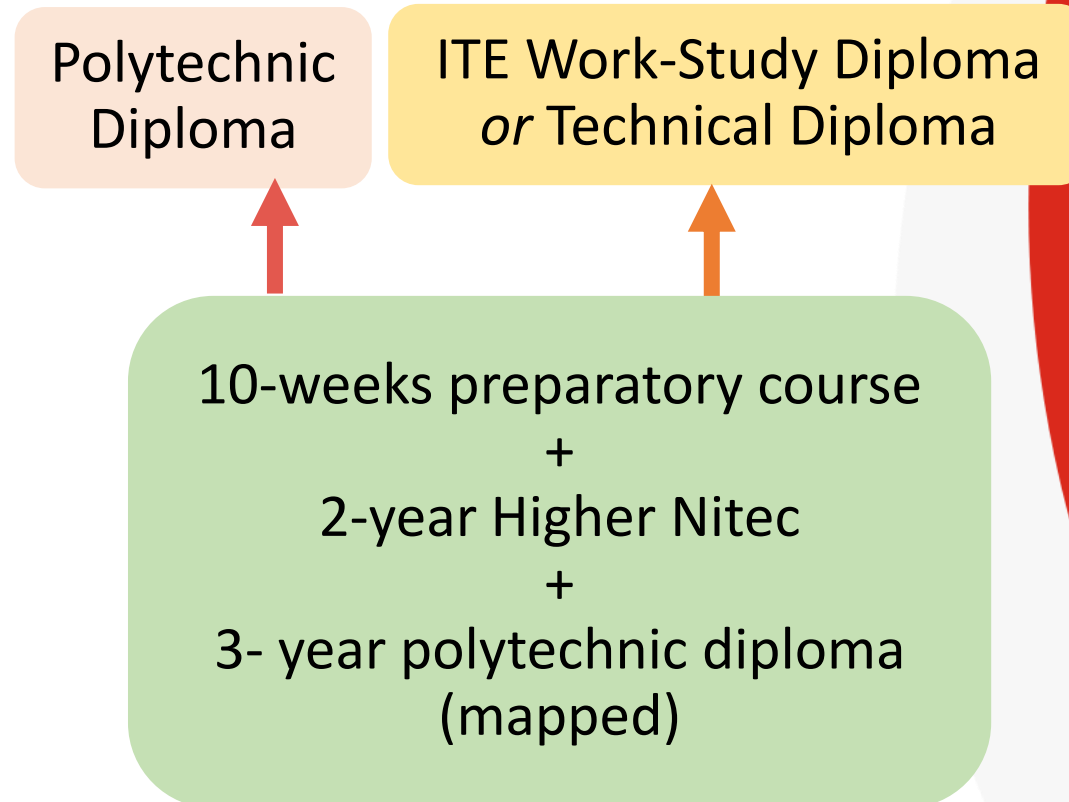 Polytechnic
Diploma
ITE Work-Study Diploma
or Technical Diploma
10-weeks preparatory course
+
2-year Higher Nitec
+
3- year polytechnic diploma
(mapped)